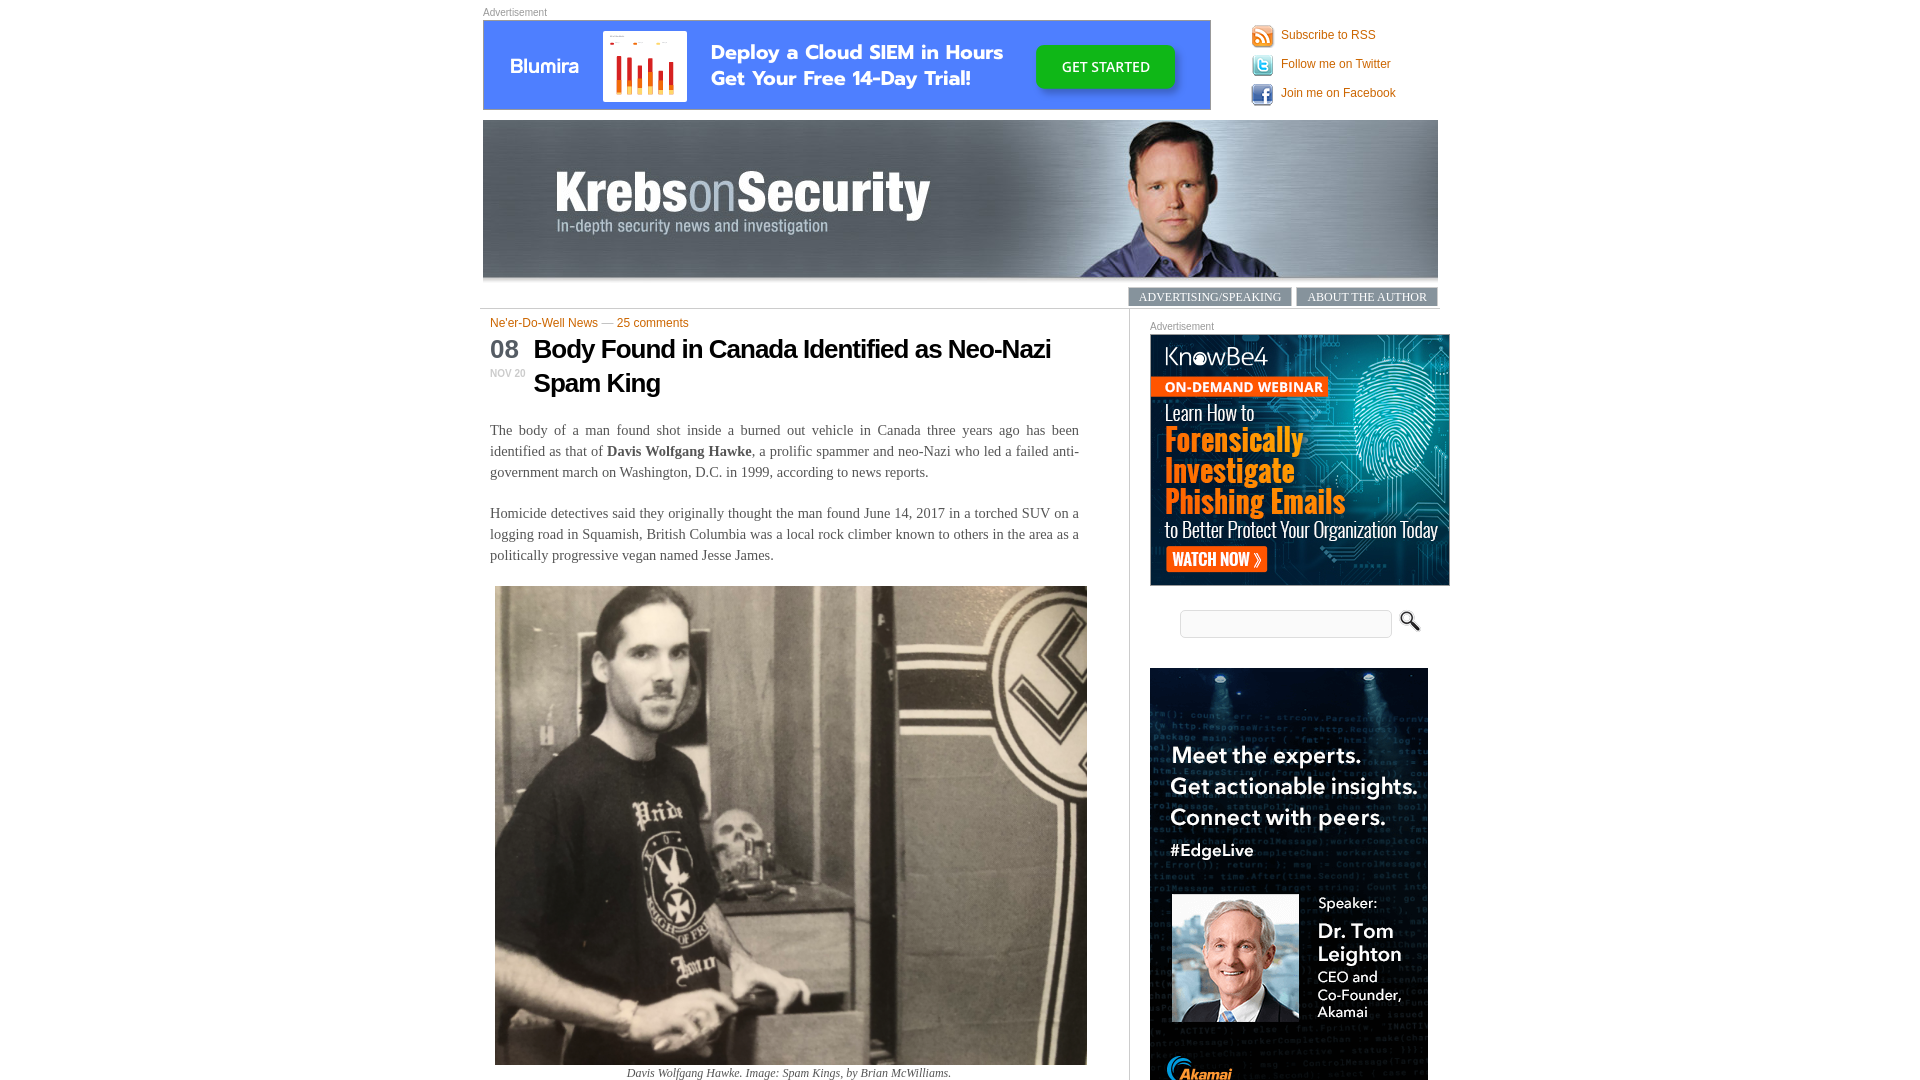 Advertisement
Blumira
Deploy a Cloud SIEM in Hours
Get Your Free 14-Day Trial!
GET STARTED
Subscribe to RSS
Follow me on Twitter
Join me on Facebook
KrebsonSecurity
In-depth security news and investigation
ADVERTISING/SPEAKING
ABOUT THE AUTHOR
Ne'er-Do-Well News — 25 comments
08
NOV 20
Body Found in Canada Identified as Neo-Nazi
Spam King
The body of a man found shot inside a burned out vehicle in Canada three years ago has been
identified as that of Davis Wolfgang Hawke, a prolific spammer and neo-Nazi who led a failed anti-
government march on Washington, D.C. in 1999, according to news reports.
Homicide detectives said they originally thought the man found June 14, 2017 in a torched SUV on a
logging road in Squamish, British Columbia was a local rock climber known to others in the area as a
politically progressive vegan named Jesse James.
Pride
Davis Wolfgang Hawke. Image: Spam Kings, by Brian McWilliams.
Advertisement
KnowBe4
ON-DEMAND WEBINAR
Learn How to
Forensically
Investigate
Phishing Emails
to Better Protect Your Organization Today
WATCH NOW
Meet the experts.
Get actionable insights.
Connect with peers.
#EdgeLive
Speaker:
Dr. Tom
Leighton
CEO and
Co-Founder,
Akamai
Akamai